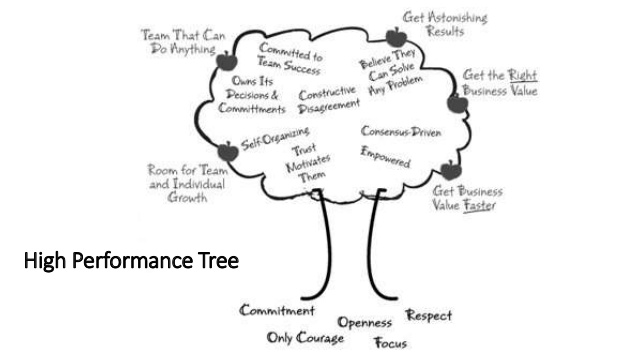 Get Astonishing
Results
Team That Can
Do Anything
Committed to
Team Success
Believe They
Can Solve
Any Problem
Get the Right
Business Value
Owns Its
Decisions &
Committments
Constructive
Disagreement
Self-Organizing
Trust
Motivates
Them
Consensus-Driven
Empowered
Room for Team
and Individual
Growth
Get Business
Value Faster
High Performance Tree
Commitment
Openness
Respect
Only Courage
Focus